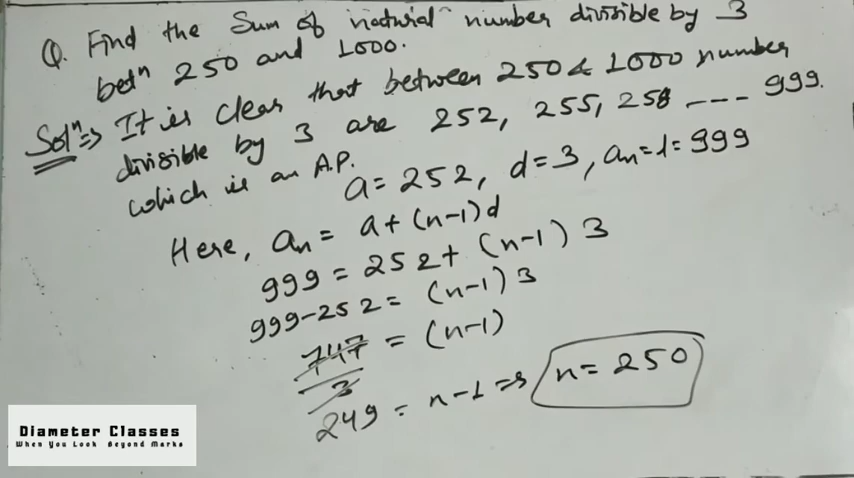 Q. Find the Sum of natural number divisible by 3
betⁿ 250 and 1000.
Solⁿ⇒ It is clear that between 250 & 1000 number
divisible by 3 are 252, 255, 258 ---- 999.
which is an A.P.
a = 252, d = 3, an = l = 999
Here, an = a + (n-1)d
999 = 252 + (n-1) 3
999-252 = (n-1) 3
747/3 = (n-1)
249 = n-1 ⇒ n = 250
Diameter Classes
When You Look Beyond Marks